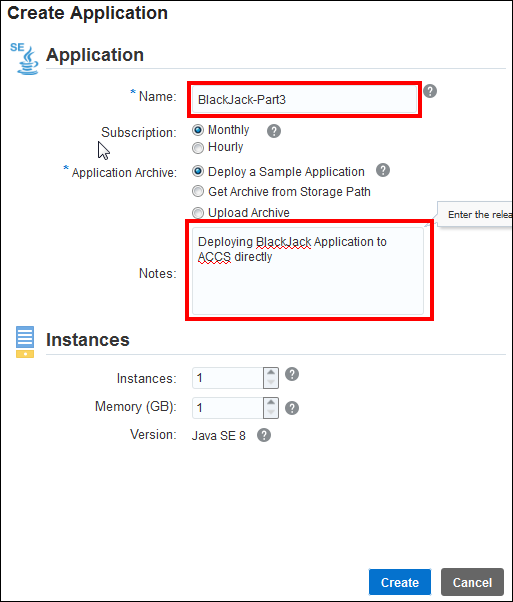 Create Application
SE
Application
* Name:
BlackJack-Part3
?
Subscription:
Monthly
?
Hourly
* Application Archive:
Deploy a Sample Application
?
Get Archive from Storage Path
Upload Archive
Enter the relea
Notes:
Deploying BlackJack Application to
ACCS directly
Instances
Instances:
1
?
Memory (GB):
1
?
Version:
Java SE 8
?
Create
Cancel